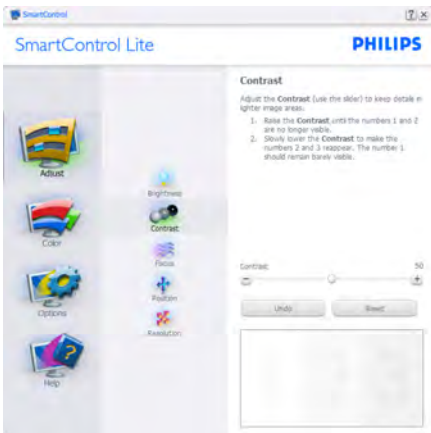 SmartControl
SmartControl Lite
PHILIPS
Adjust
Color
Options
Help
Brightness
Contrast
Focus
Position
Resolution
Contrast
Adjust the Contrast (use the slider) to keep details in
lighter image areas.
1. Raise the Contrast until the numbers 1 and 2
are no longer visible.
2. Slowly lower the Contrast to make the
numbers 2 and 3 reappear. The number 1
should remain barely visible.
Contrast
50
Undo
Reset